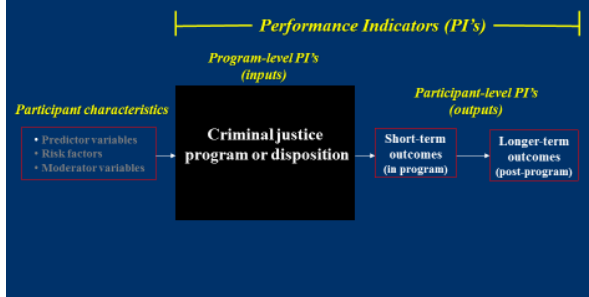 Performance Indicators (PI's)
Program-level PI's
(inputs)
Participant characteristics
• Predictor variables
• Risk factors
• Moderator variables
Criminal justice
program or disposition
Participant-level PI's
(outputs)
Short-term
outcomes
(in program)
Longer-term
outcomes
(post-program)